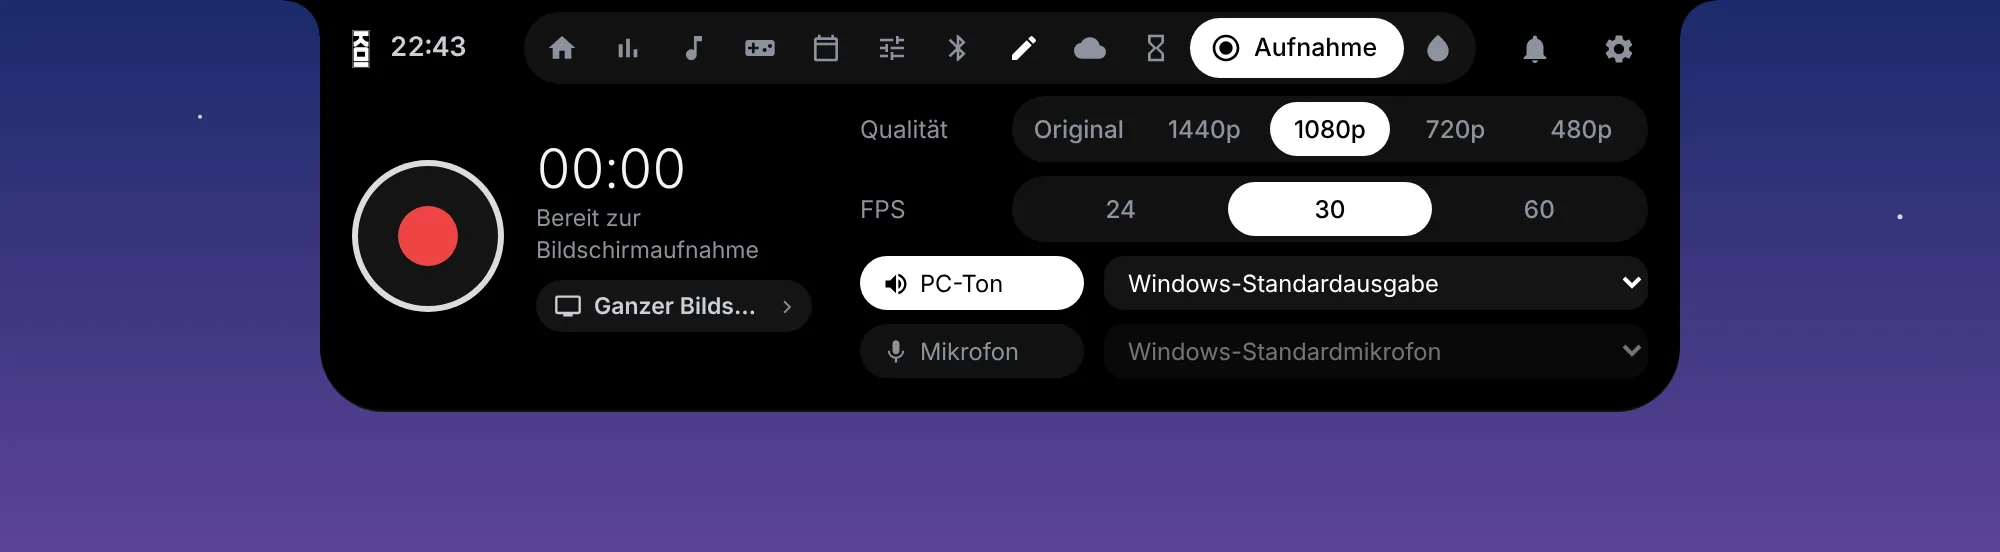 22:43
Aufnahme
00:00
Bereit zur
Bildschirmaufnahme
Ganzer Bilds...
Qualität
Original 1440p 1080p 720p 480p
FPS
24 30 60
PC-Ton
Windows-Standardausgabe
Mikrofon
Windows-Standardmikrofon